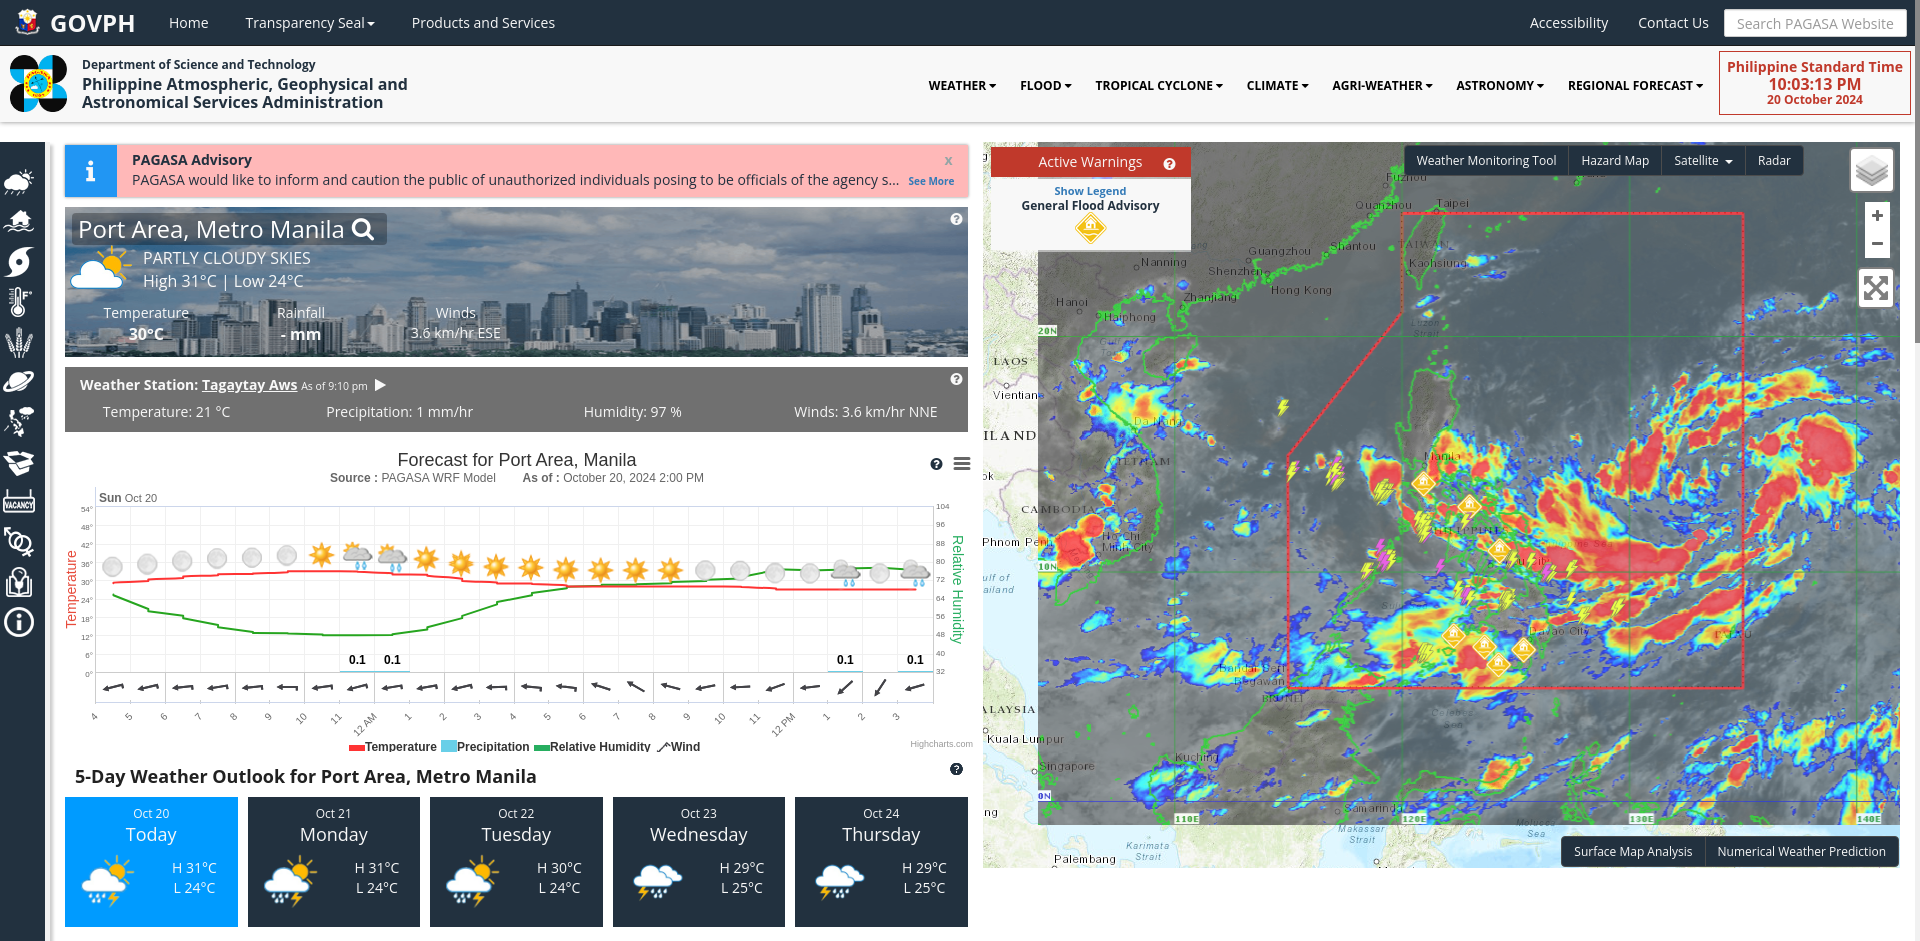 GOVPH
Home
Transparency Seal
Products and Services
Accessibility
Contact Us
Search PAGASA Website
Department of Science and Technology
Philippine Atmospheric, Geophysical and
Astronomical Services Administration
WEATHER
FLOOD
TROPICAL CYCLONE
CLIMATE
AGRI-WEATHER
ASTRONOMY
REGIONAL FORECAST
Philippine Standard Time
10:03:13 PM
20 October 2024
VACANCY
PAGASA Advisory
x
PAGASA would like to inform and caution the public of unauthorized individuals posing to be officials of the agency s... See More
Port Area, Metro Manila
PARTLY CLOUDY SKIES
High 31°C | Low 24°C
Temperature Rainfall Winds
30°C - mm 3.6 km/hr ESE
Weather Station: Tagaytay Aws As of 9:10 pm
Temperature: 21 °C Precipitation: 1 mm/hr Humidity: 97 % Winds: 3.6 km/hr NNE
Forecast for Port Area, Manila
Source : PAGASA WRF Model As of : October 20, 2024 2:00 PM
Sun Oct 20
Temperature
54°
48°
42°
36°
30°
24°
18°
12°
6°
0°
104
96
88
80
72
64
56
48
40
32
Relative Humidity
0.1 0.1 0.1 0.1
4 5 6 7 8 9 10 11 12 AM 1 2 3 4 5 6 7 8 9 10 11 12 PM 1 2 3
Temperature Precipitation Relative Humidity Wind
Highcharts.com
5-Day Weather Outlook for Port Area, Metro Manila
Oct 20
Today
H 31°C
L 24°C
Oct 21
Monday
H 31°C
L 24°C
Oct 22
Tuesday
H 30°C
L 24°C
Oct 23
Wednesday
H 29°C
L 25°C
Oct 24
Thursday
H 29°C
L 25°C
Active Warnings
Show Legend
General Flood Advisory
Weather Monitoring Tool
Hazard Map
Satellite
Radar
+
−
Fuzhou
Quanzhou
Taipei
TAIWAN
Guangzhou
Shantou
Kaohsiung
Nanning
Shenzhen
Hong Kong
Zhanjiang
Hanoi
Haiphong
Luzon
Strait
20N
LAOS
Vientian
Da Nang
ILAND
VIETNAM
Manila
ok
CAMBODIA
PHILIPPINES
Phnom Penh
Ho Chi
Minh City
10N
ulf of
ailand
Davao City
PALAU
Bandar Seri
Begawan
BRUNEI
ALAYSIA
Celebes
Sea
Kuala Lumpur
Kuching
Singapore
0N
Samarinda
ng
110E
120E
130E
140E
Makassar
Strait
Molucca
Sea
Karimata
Strait
Palembang
Surface Map Analysis
Numerical Weather Prediction